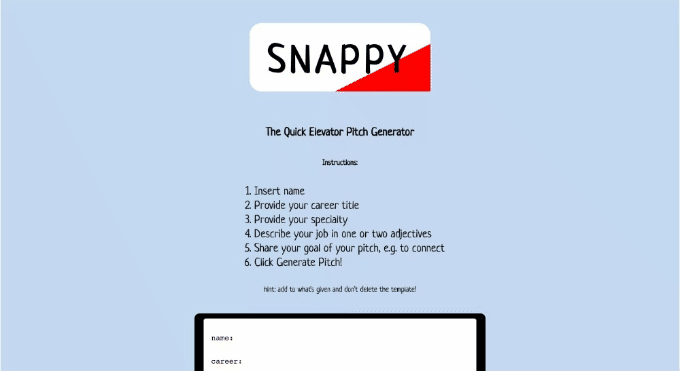 SNAPPY
The Quick Elevator Pitch Generator
Instructions:
1. Insert name
2. Provide your career title
3. Provide your specialty
4. Describe your job in one or two adjectives
5. Share your goal of your pitch, e.g. to connect
6. Click Generate Pitch!
hint: add to what's given and don't delete the template!
name:
career: